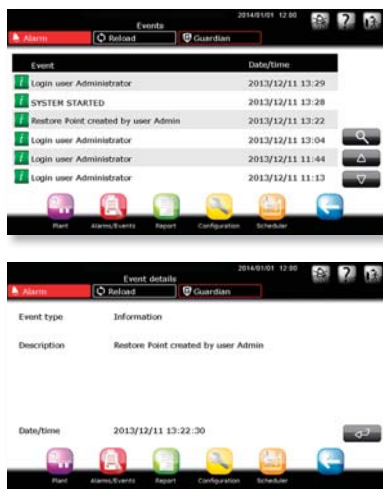 2014/01/01 12:00
Events
Alarm
Reload
Guardian
?
Event Date/time
i Login user Administrator 2013/12/11 13:29
i SYSTEM STARTED 2013/12/11 13:28
i Restore Point created by user Admin 2013/12/11 13:22
i Login user Administrator 2013/12/11 13:04
i Login user Administrator 2013/12/11 11:44
i Login user Administrator 2013/12/11 11:13
Plant Alarms/Events Report Configuration Scheduler
2014/01/01 12:00
Event details
Alarm
Reload
Guardian
?
Event type Information
Description Restore Point created by user Admin
Date/time 2013/12/11 13:22:30
Plant Alarms/Events Report Configuration Scheduler